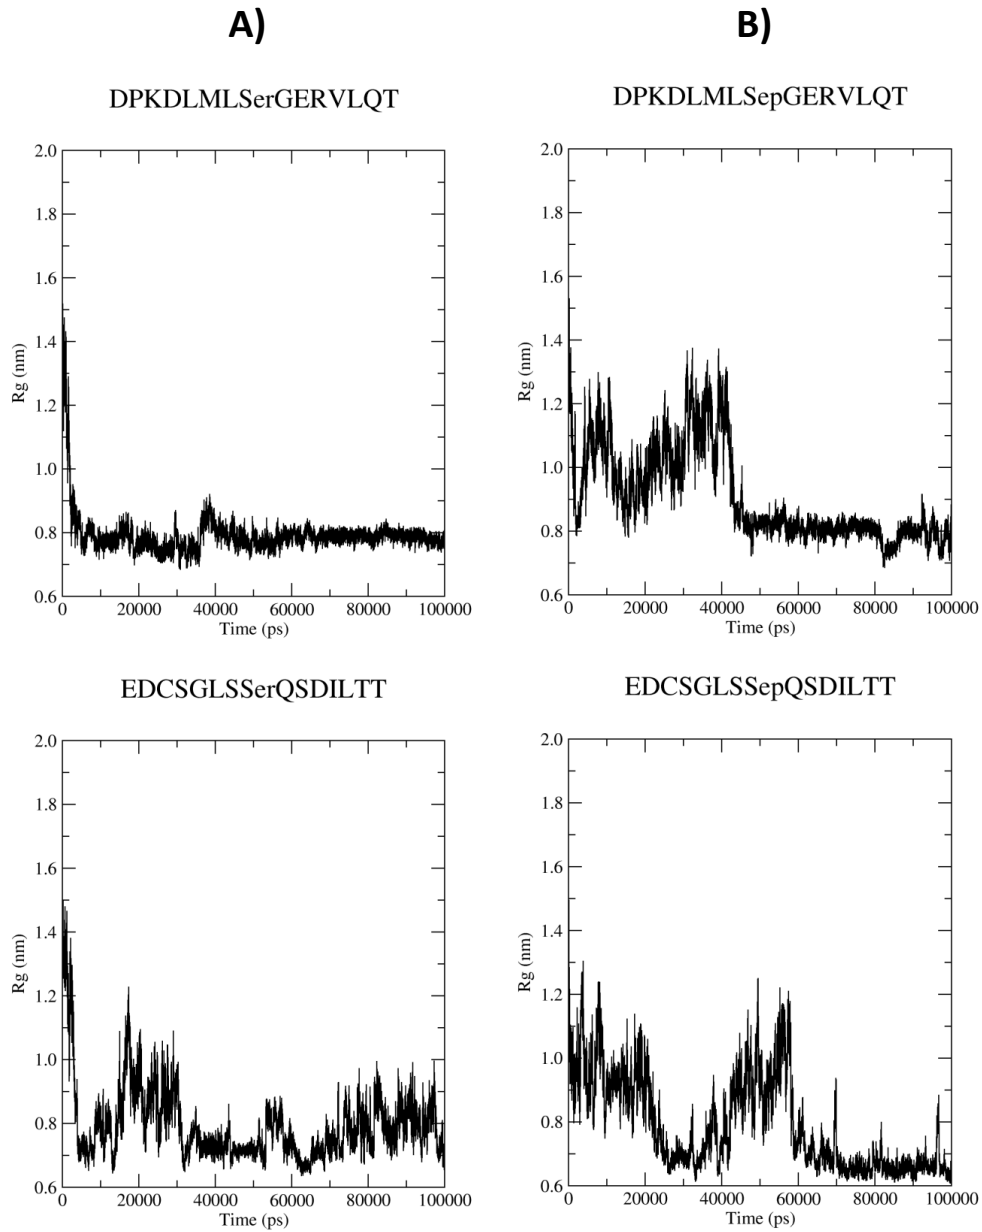 A)
B)
DPKDLMLSerGERVLQT
2.0
1.8
1.6
1.4
1.2
1.0
0.8
0.6
Rg (nm)
0 20000 40000 60000 80000 100000
Time (ps)
DPKDLMLSepGERVLQT
2.0
1.8
1.6
1.4
1.2
1.0
0.8
0.6
Rg (nm)
0 20000 40000 60000 80000 100000
Time (ps)
EDCSGLSSerQSDILTT
2.0
1.8
1.6
1.4
1.2
1.0
0.8
0.6
Rg (nm)
0 20000 40000 60000 80000 100000
Time (ps)
EDCSGLSSepQSDILTT
2.0
1.8
1.6
1.4
1.2
1.0
0.8
0.6
Rg (nm)
0 20000 40000 60000 80000 100000
Time (ps)